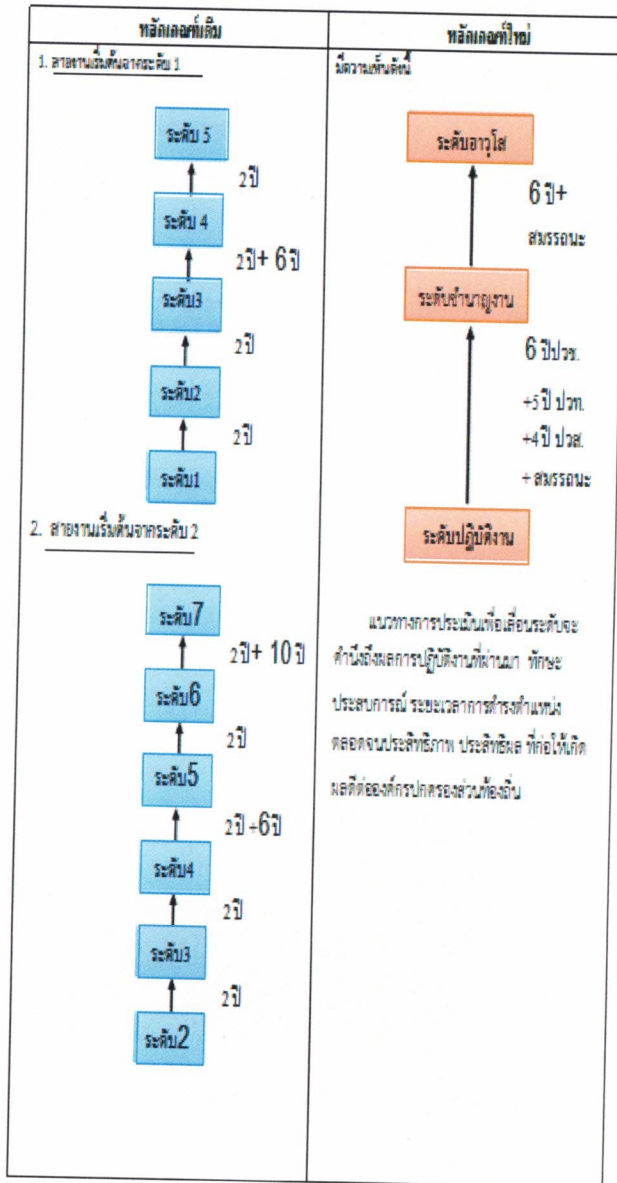 หลักเกณฑ์เดิม
1. สายงานเริ่มต้นจากระดับ 1
ระดับ 5
2 ปี
ระดับ 4
2ปี+ 6 ปี
ระดับ3
2ปี
ระดับ2
2 ปี
ระดับ1
2. สายงานเริ่มต้นจากระดับ 2
ระดับ7
2ปี+ 10 ปี
ระดับ6
2ปี
ระดับ5
2ปี +6ปี
ระดับ4
2ปี
ระดับ3
2ปี
ระดับ2
หลักเกณฑ์ใหม่
มีความเห็นดังนี้
ระดับอาวุโส
6 ปี+
สมรรถนะ
ระดับชำนาญงาน
6 ปีปวช.
+5 ปี ปวท.
+4ปี ปวส.
+ สมรรถนะ
ระดับปฏิบัติงาน
แนวทางการประเมินเพื่อเลื่อนระดับจะ
คำนึงถึงผลการปฏิบัติงานที่ผ่านมา ทักษะ
ประสบการณ์ ระยะเวลาการดำรงตำแหน่ง
ตลอดจนประสิทธิภาพ ประสิทธิผล ที่ก่อให้เกิด
ผลดีต่อองค์กรปกครองส่วนท้องถิ่น